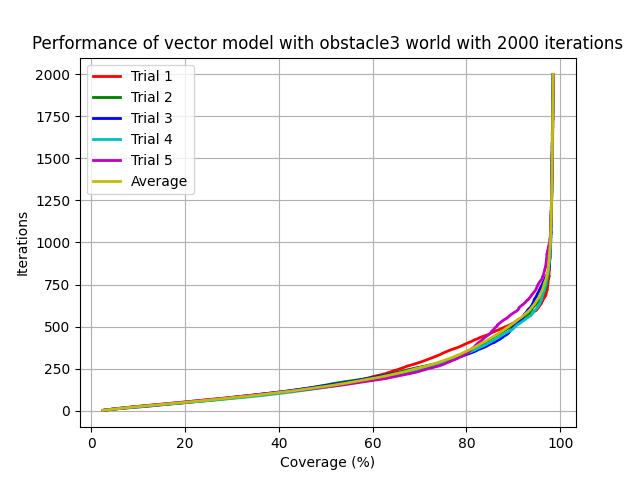 Performance of vector model with obstacle3 world with 2000 iterations
2000
1750
1500
1250
1000
750
500
250
0
Iterations
Trial 1
Trial 2
Trial 3
Trial 4
Trial 5
Average
0 20 40 60 80 100
Coverage (%)